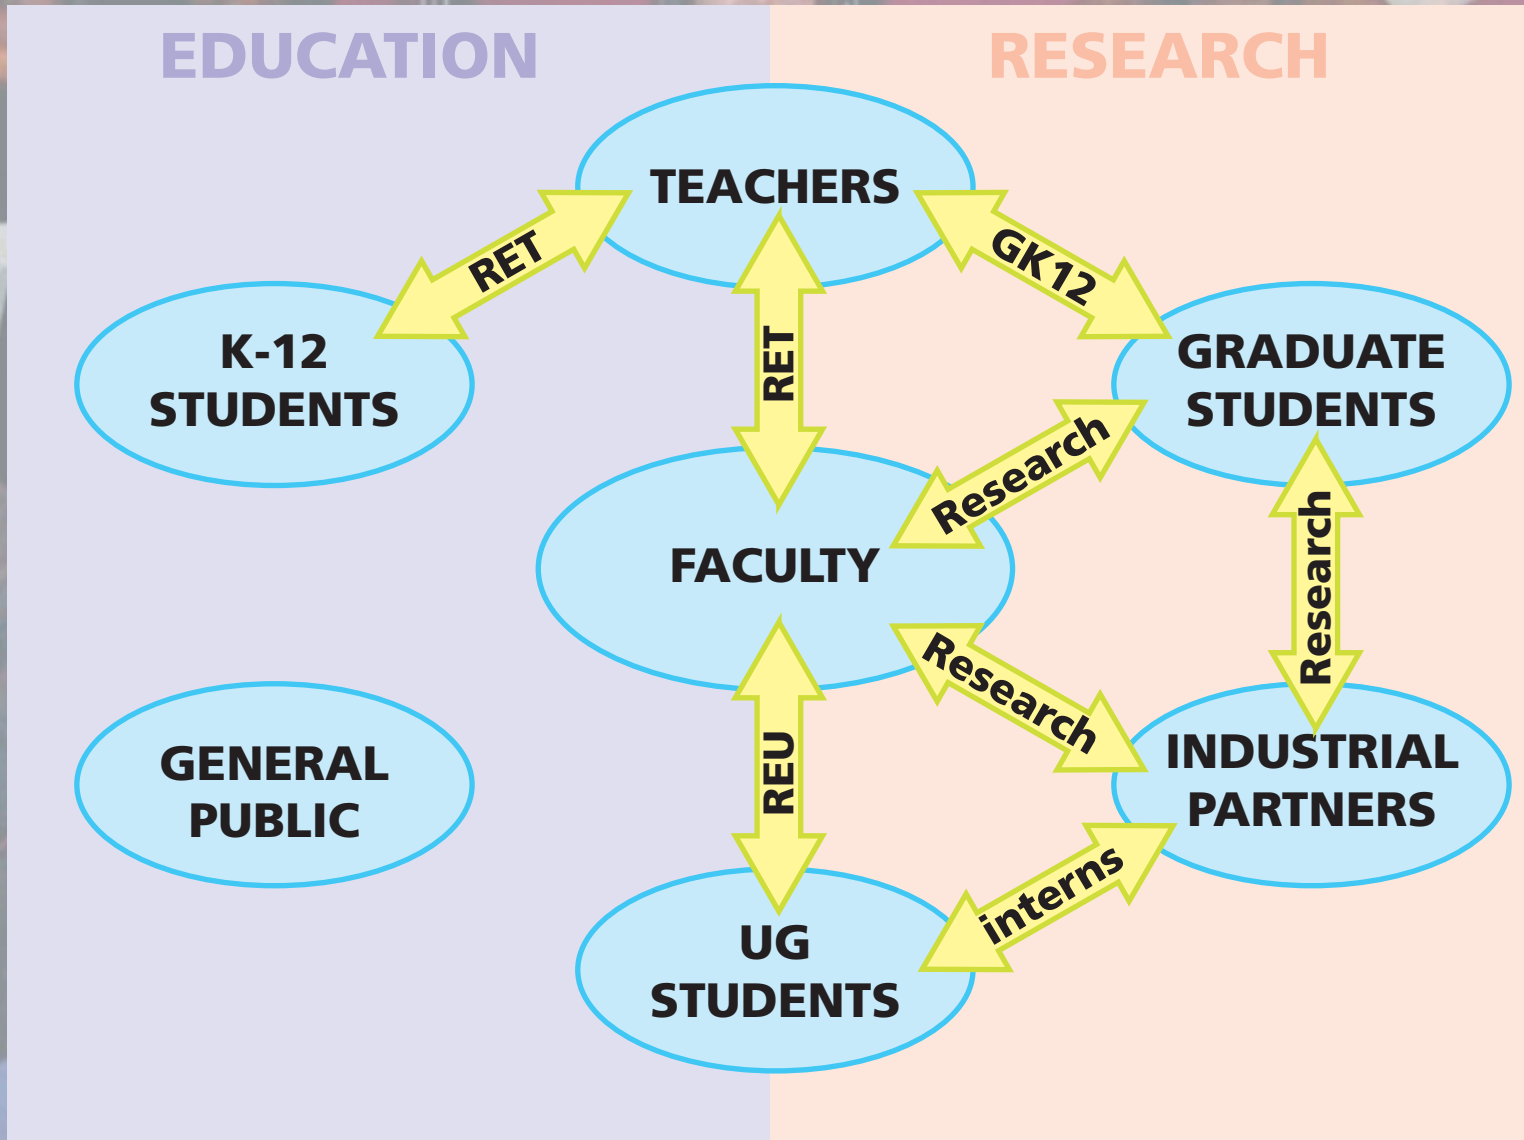 EDUCATION
RESEARCH
TEACHERS
RET
GK12
K-12
STUDENTS
RET
GRADUATE
STUDENTS
Research
FACULTY
Research
Research
GENERAL
PUBLIC
REU
INDUSTRIAL
PARTNERS
interns
UG
STUDENTS